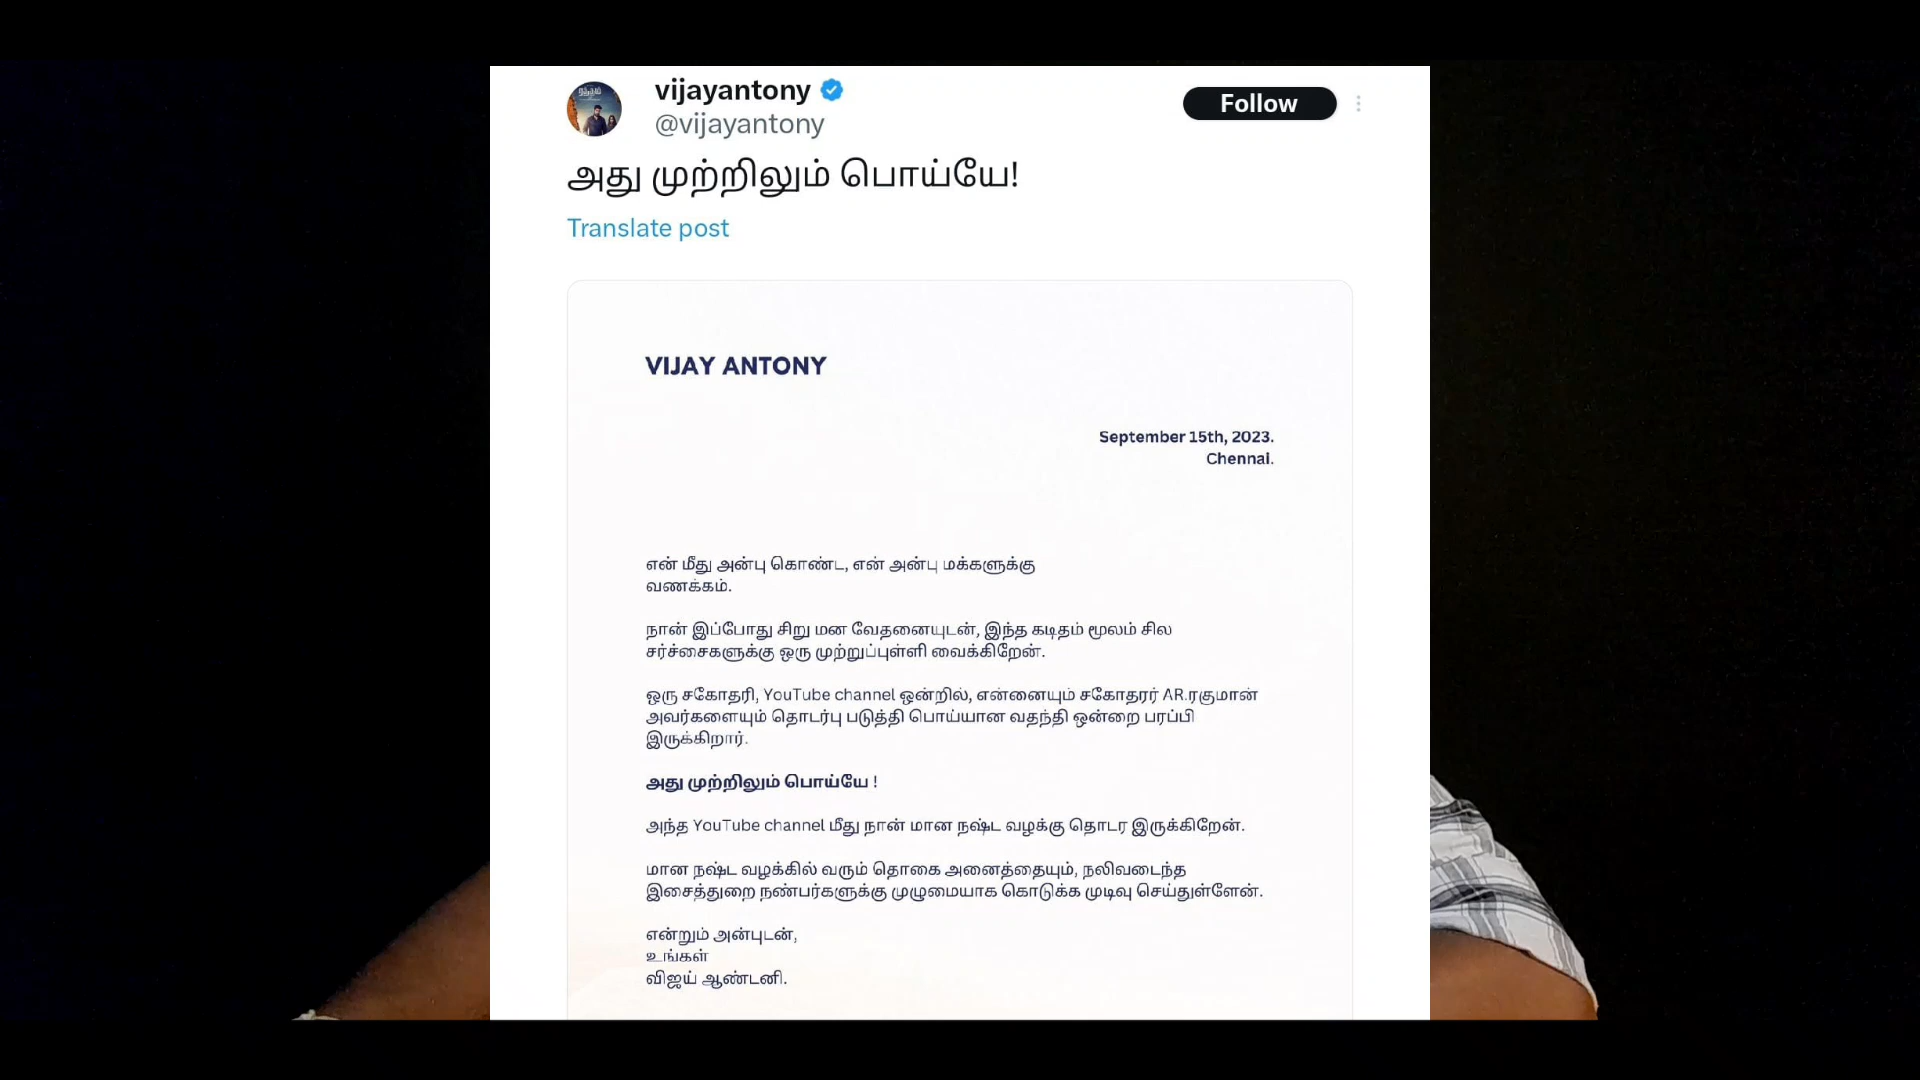 vijayantony
@vijayantony
Follow
அது முற்றிலும் பொய்யே!
Translate post
VIJAY ANTONY
September 15th, 2023.
Chennai.
என் மீது அன்பு கொண்ட, என் அன்பு மக்களுக்கு
வணக்கம்.
நான் இப்போது சிறு மன வேதனையுடன், இந்த கடிதம் மூலம் சில
சர்ச்சைகளுக்கு ஒரு முற்றுப்புள்ளி வைக்கிறேன்.
ஒரு சகோதரி, YouTube channel ஒன்றில், என்னையும் சகோதரர் AR.ரகுமான்
அவர்களையும் தொடர்பு படுத்தி பொய்யான வதந்தி ஒன்றை பரப்பி
இருக்கிறார்.
அது முற்றிலும் பொய்யே !
அந்த YouTube channel மீது நான் மான நஷ்ட வழக்கு தொடர இருக்கிறேன்.
மான நஷ்ட வழக்கில் வரும் தொகை அனைத்தையும், நலிவடைந்த
இசைத்துறை நண்பர்களுக்கு முழுமையாக கொடுக்க முடிவு செய்துள்ளேன்.
என்றும் அன்புடன்,
உங்கள்
விஜய் ஆண்டனி.